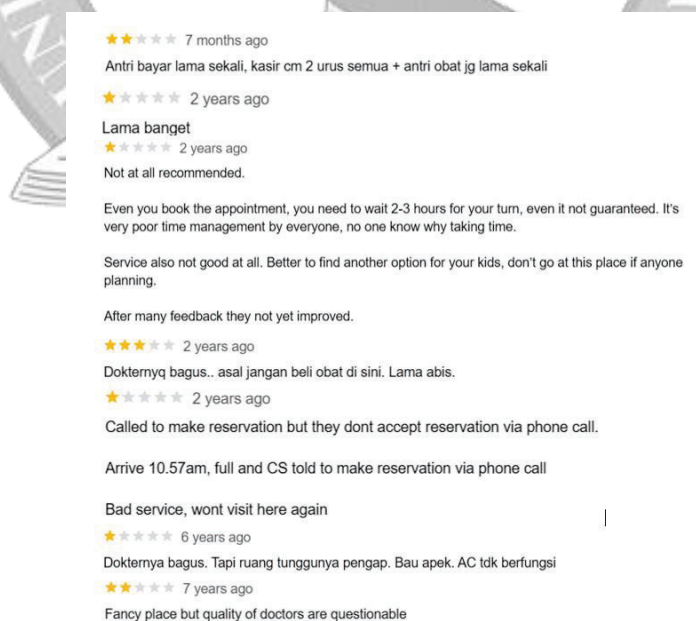 7 months ago
Antri bayar lama sekali, kasir cm 2 urus semua + antri obat jg lama sekali
2 years ago
Lama banget
2 years ago
Not at all recommended.
Even you book the appointment, you need to wait 2-3 hours for your turn, even it not guaranteed. It's
very poor time management by everyone, no one know why taking time.
Service also not good at all. Better to find another option for your kids, don't go at this place if anyone
planning.
After many feedback they not yet improved.
2 years ago
Dokternyq bagus.. asal jangan beli obat di sini. Lama abis.
2 years ago
Called to make reservation but they dont accept reservation via phone call.
Arrive 10.57am, full and CS told to make reservation via phone call
Bad service, wont visit here again
6 years ago
Dokternya bagus. Tapi ruang tunggunya pengap. Bau apek. AC tdk berfungsi
7 years ago
Fancy place but quality of doctors are questionable